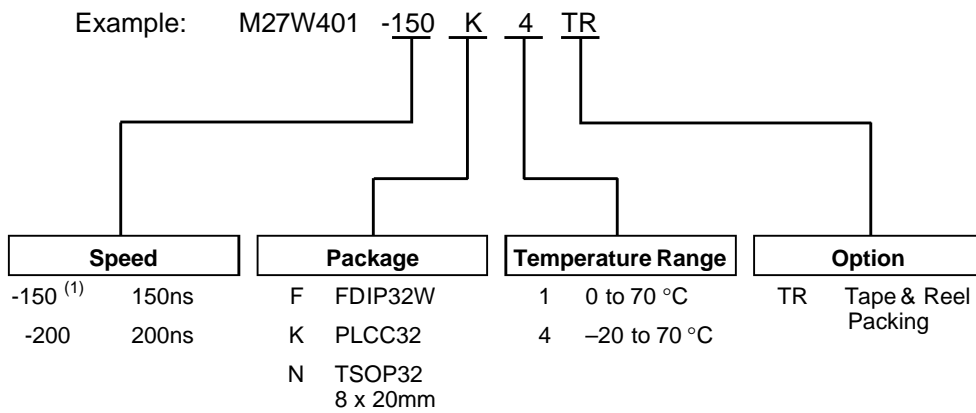 Example: M27W401 -150 K 4 TR
Speed Package Temperature Range Option
-150 (1) 150ns F FDIP32W 1 0 to 70 °C TR Tape & Reel
Packing
-200 200ns K PLCC32 4 –20 to 70 °C
N TSOP32
8 x 20mm